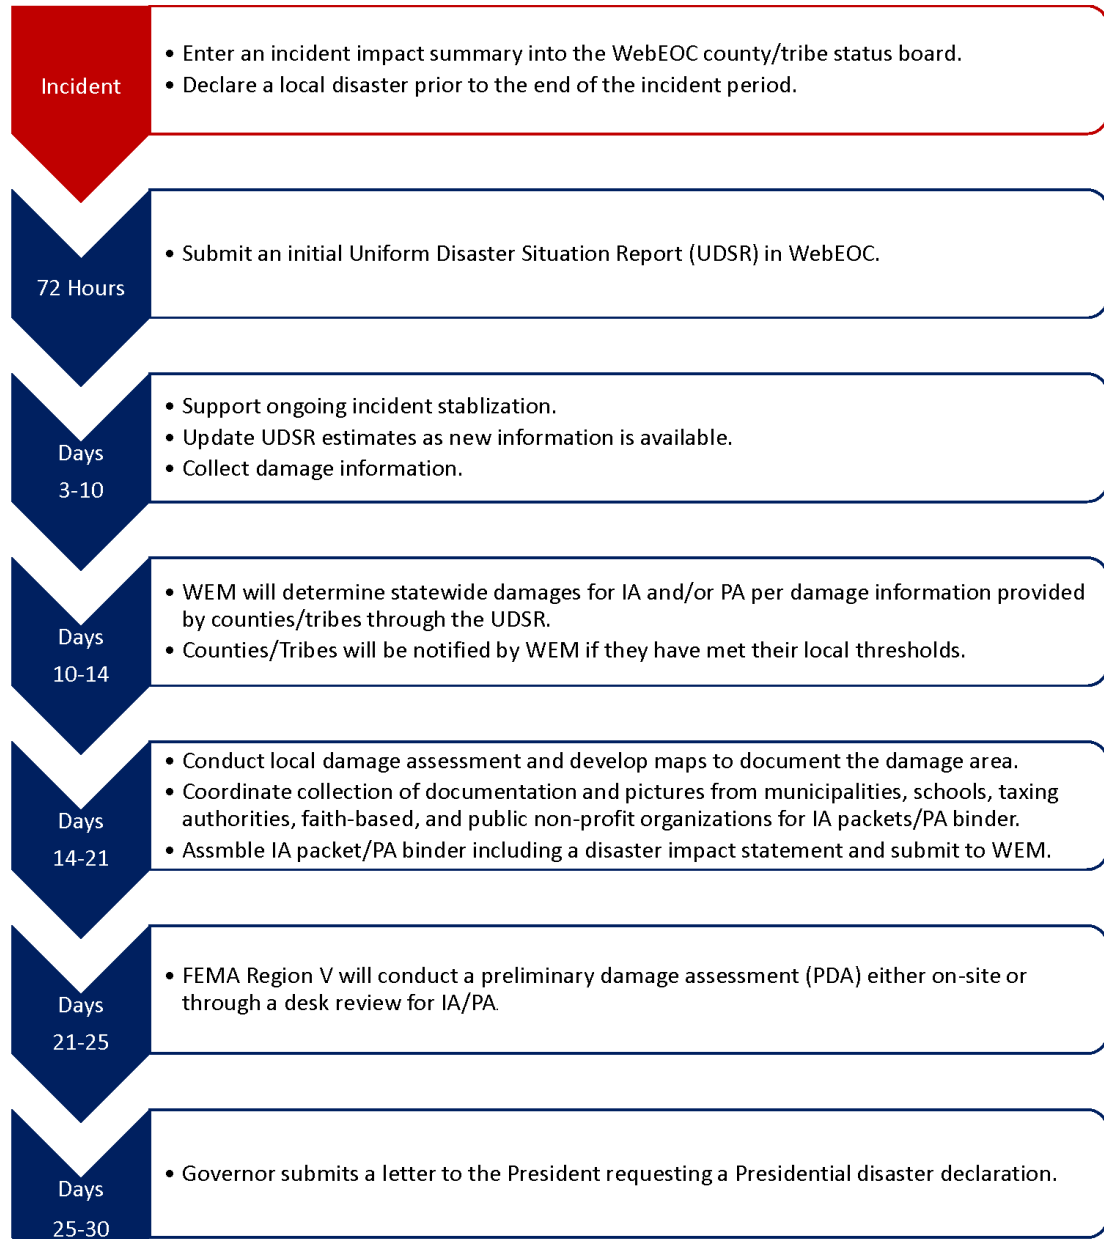 Incident
• Enter an incident impact summary into the WebEOC county/tribe status board.
• Declare a local disaster prior to the end of the incident period.
72 Hours
• Submit an initial Uniform Disaster Situation Report (UDSR) in WebEOC.
Days
3-10
• Support ongoing incident stablization.
• Update UDSR estimates as new information is available.
• Collect damage information.
Days
10-14
• WEM will determine statewide damages for IA and/or PA per damage information provided
by counties/tribes through the UDSR.
• Counties/Tribes will be notified by WEM if they have met their local thresholds.
Days
14-21
• Conduct local damage assessment and develop maps to document the damage area.
• Coordinate collection of documentation and pictures from municipalities, schools, taxing
authorities, faith-based, and public non-profit organizations for IA packets/PA binder.
• Assmble IA packet/PA binder including a disaster impact statement and submit to WEM.
Days
21-25
• FEMA Region V will conduct a preliminary damage assessment (PDA) either on-site or
through a desk review for IA/PA.
Days
25-30
• Governor submits a letter to the President requesting a Presidential disaster declaration.